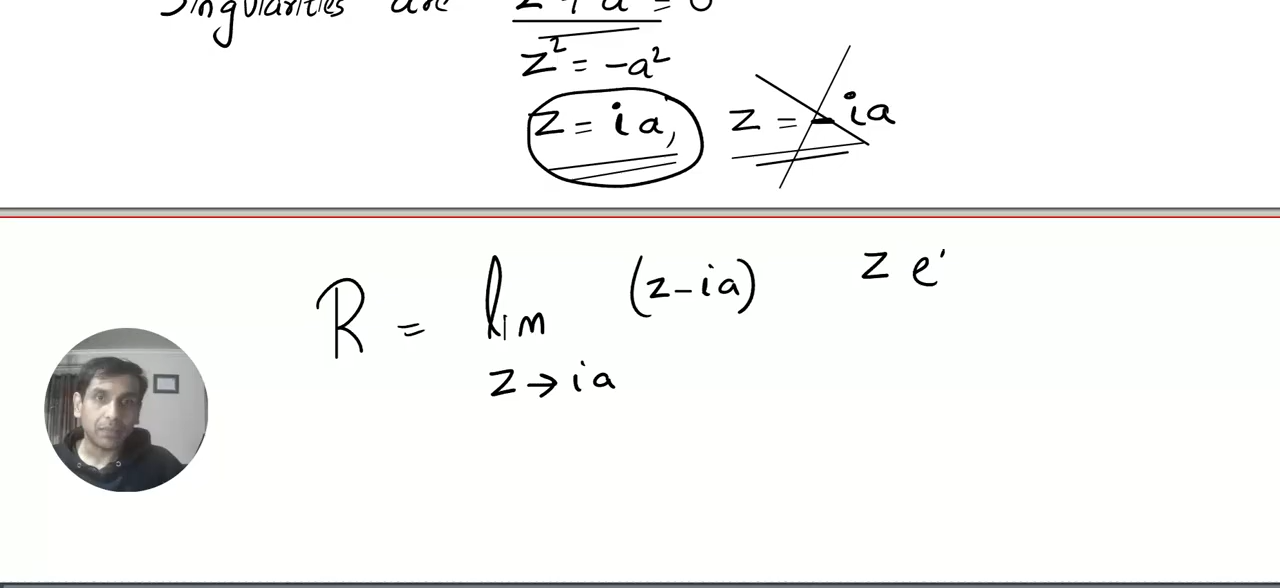 Singularities are z² + a² = 0
z² = -a²
z = ia, z = -ia
R = lim (z-ia) z e
z → ia